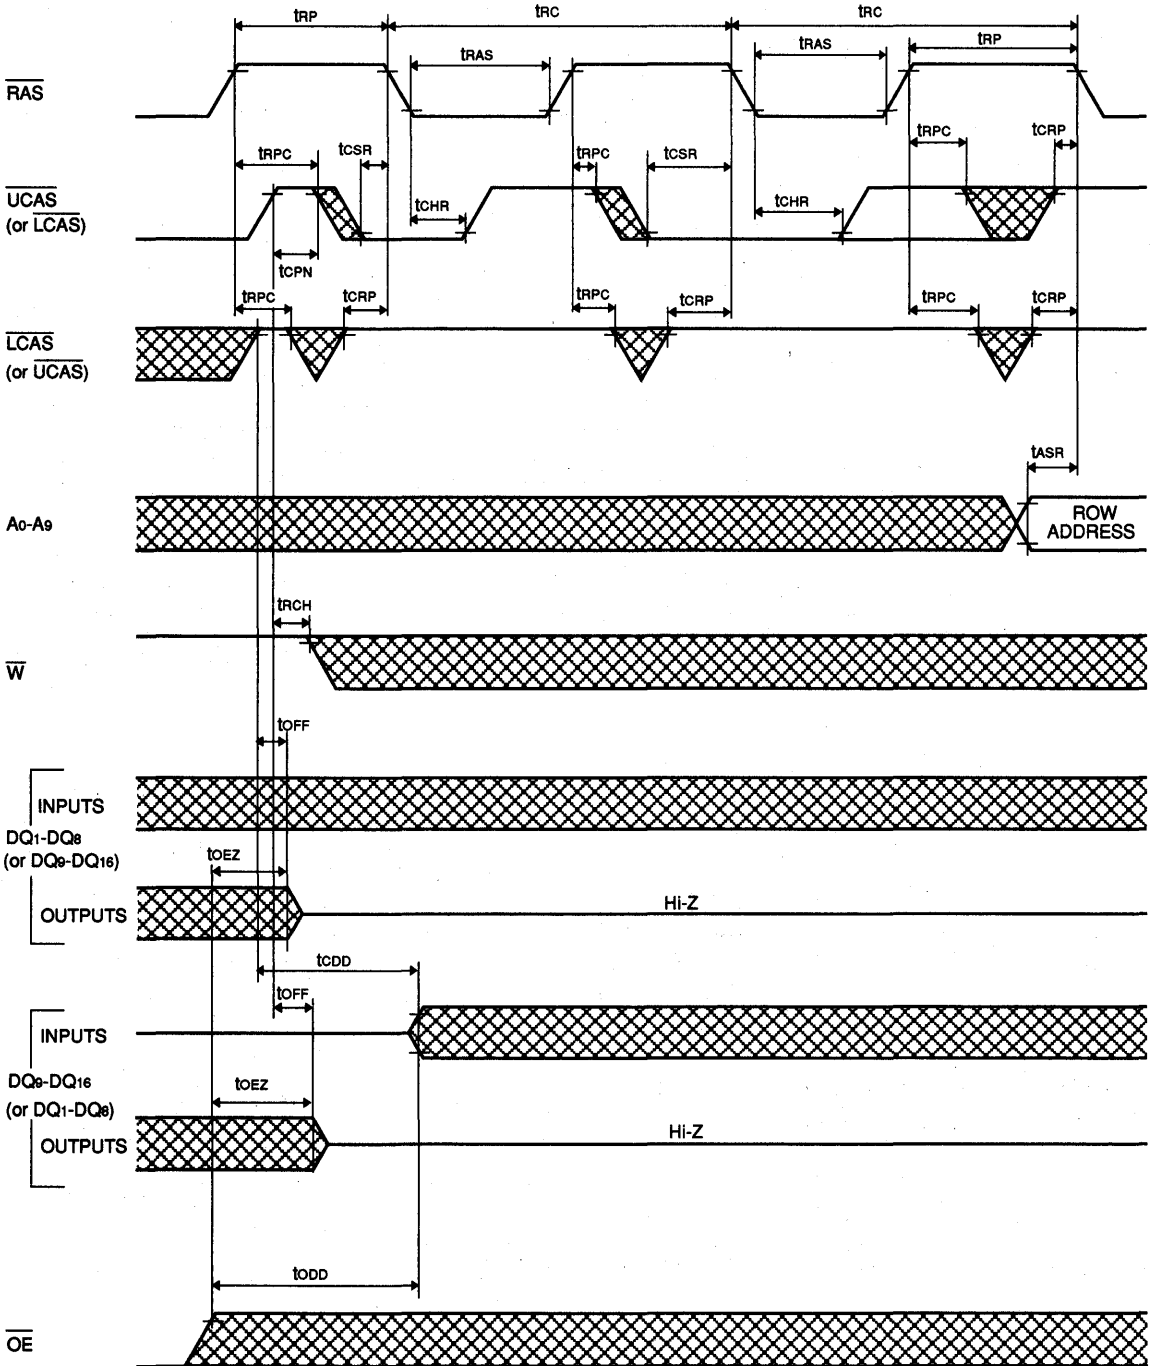 tRP tRC tRC
tRAS tRAS tRP
RAS
tRPC tCSR tRPC tCSR tRPC tCRP
UCAS
(or LCAS)
tCHR tCHR
tCPN
tRPC tCRP tRPC tCRP tRPC tCRP
LCAS
(or UCAS)
tASR
A0-A9
ROW
ADDRESS
tRCH
W
tOFF
INPUTS
DQ1-DQ8
(or DQ9-DQ16)
tOEZ
OUTPUTS
Hi-Z
tCDD
tOFF
INPUTS
DQ9-DQ16
(or DQ1-DQ8)
tOEZ
OUTPUTS
Hi-Z
tODD
OE